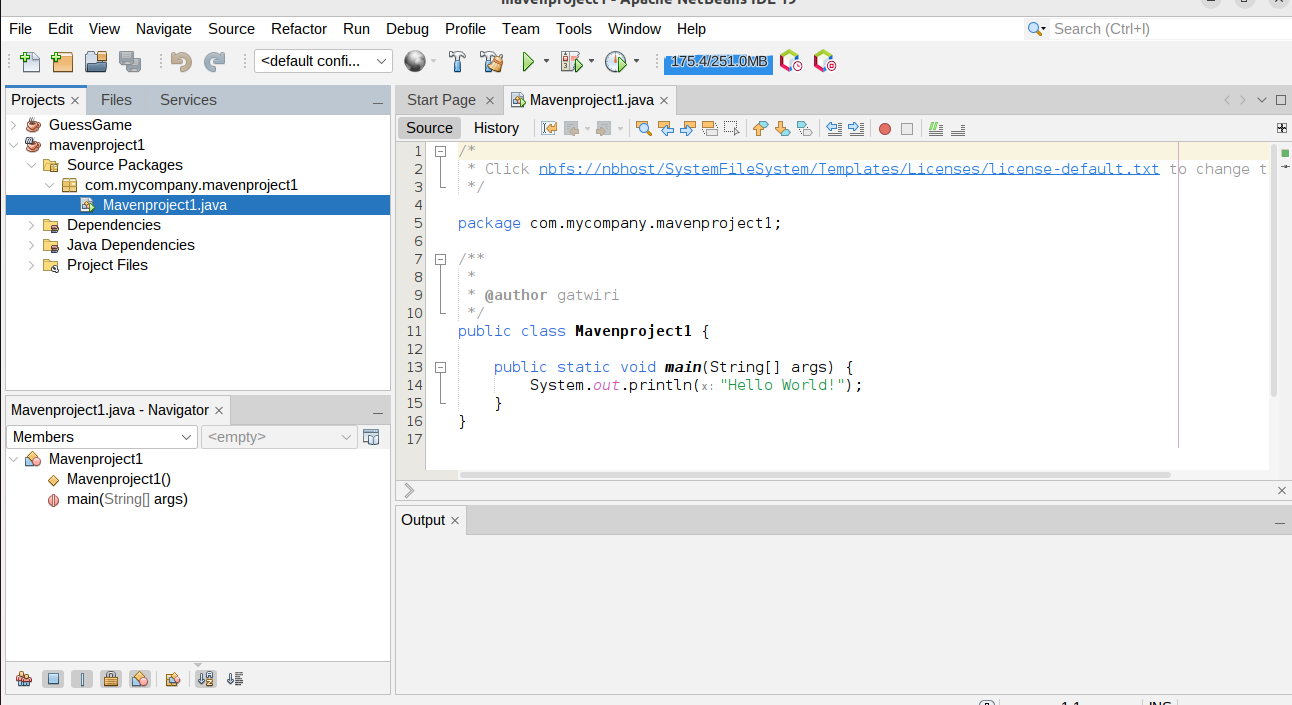 mavenproject1 - Apache NetBeans IDE 19
File Edit View Navigate Source Refactor Run Debug Profile Team Tools Window Help
Search (Ctrl+I)
<default confi...
175.4/251.0MB
Projects Files Services
GuessGame
mavenproject1
Source Packages
com.mycompany.mavenproject1
Mavenproject1.java
Dependencies
Java Dependencies
Project Files
Mavenproject1.java - Navigator
Members <empty>
Mavenproject1
Mavenproject1()
main(String[] args)
Start Page Mavenproject1.java
Source History
1 /*
2 * Click nbfs://nbhost/SystemFileSystem/Templates/Licenses/license-default.txt to change t
3 */
4
5 package com.mycompany.mavenproject1;
6
7 /**
8 *
9 * @author gatwiri
10 */
11 public class Mavenproject1 {
12
13 public static void main(String[] args) {
14 System.out.println(x: "Hello World!");
15 }
16 }
17
Output
1:1 INS